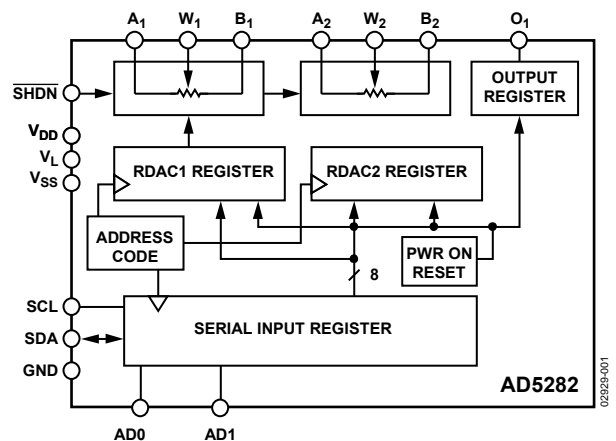 A1 W1 B1 A2 W2 B2 O1
SHDN
OUTPUT
REGISTER
VDD
VL
VSS
RDAC1 REGISTER
RDAC2 REGISTER
ADDRESS
CODE
PWR ON
RESET
8
SCL
SERIAL INPUT REGISTER
SDA
GND
AD5282
AD0 AD1
02929-001